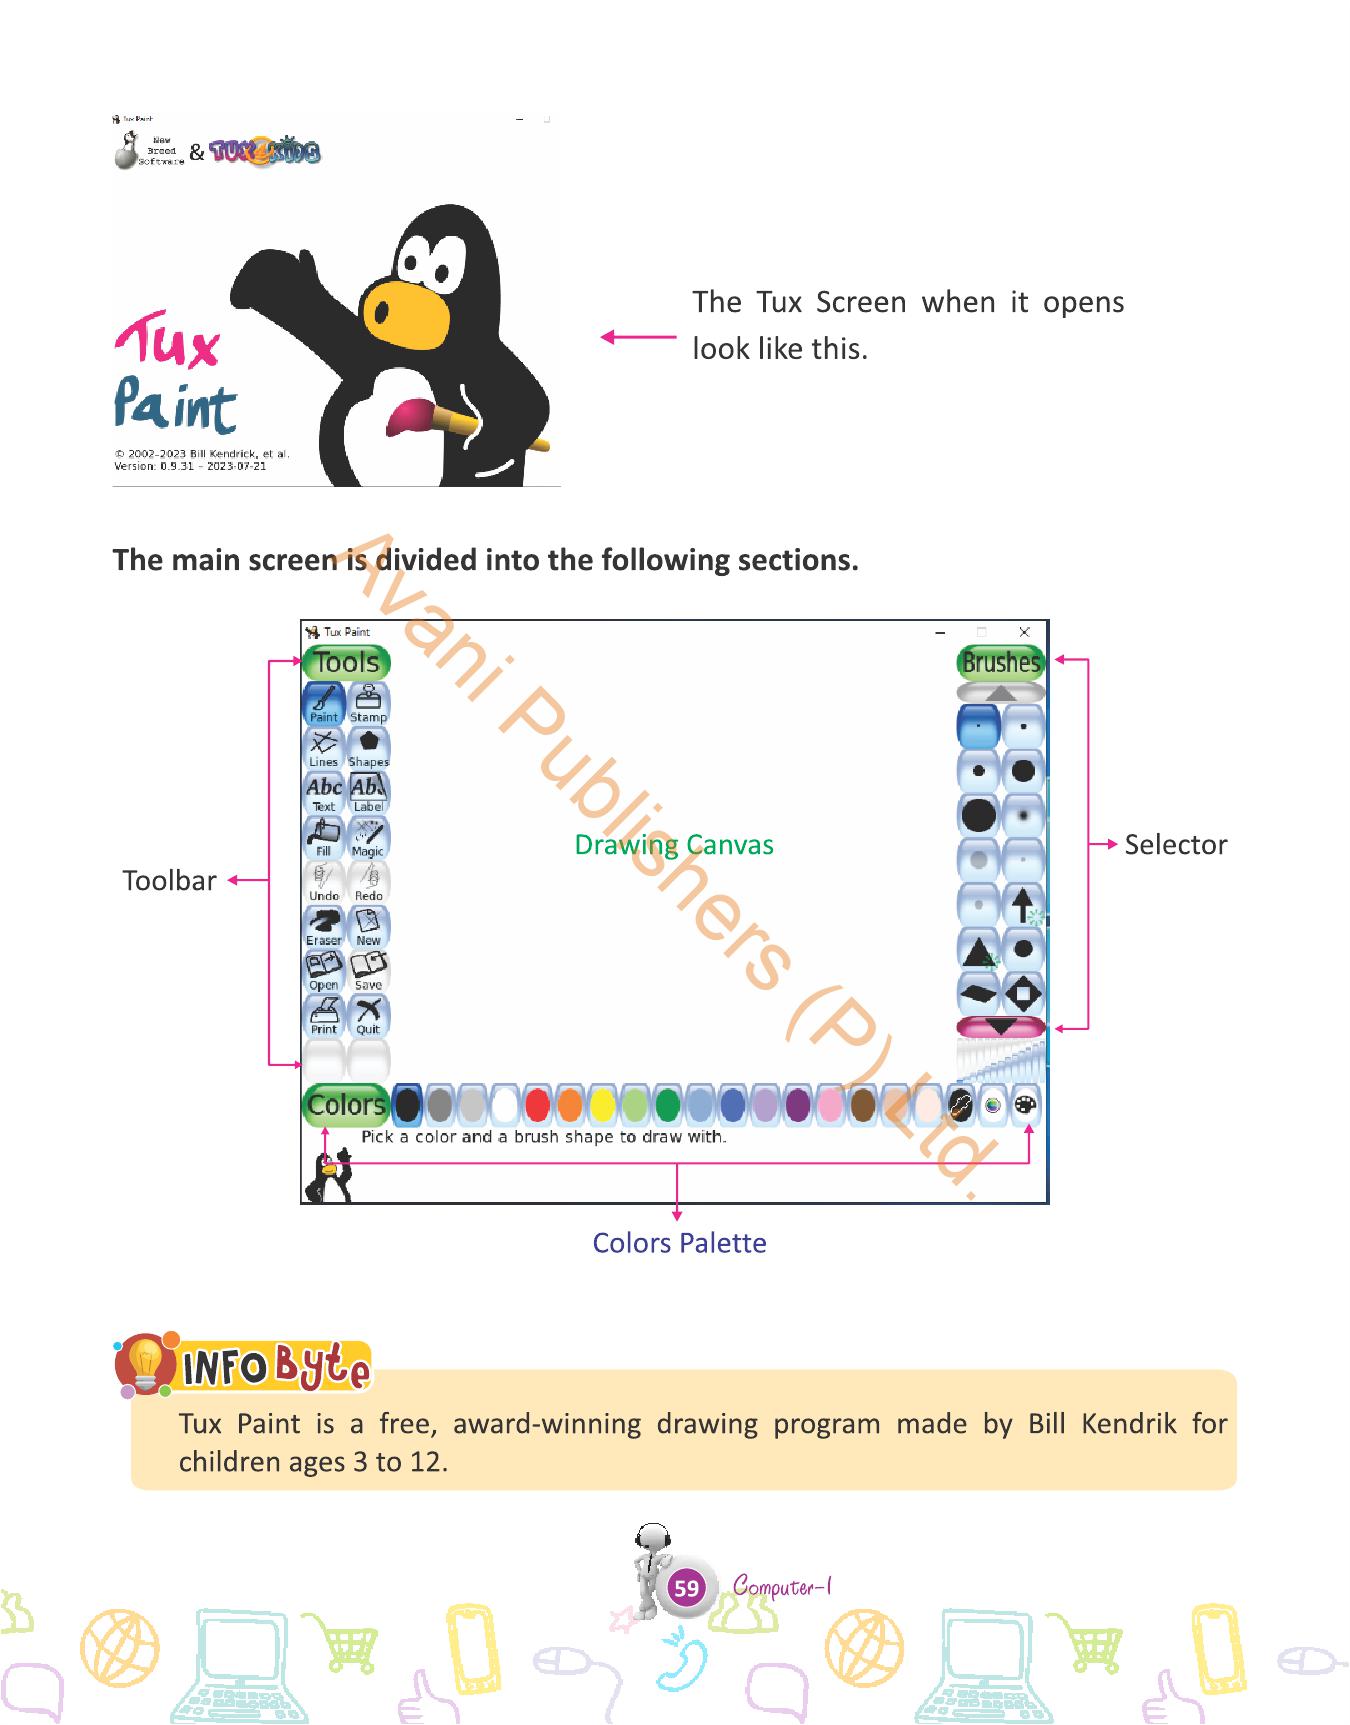 Tux Paint
New
Breed
Software
& TUX4KIDS
Tux
Paint
© 2002–2023 Bill Kendrick, et al.
Version: 0.9.31 – 2023-07-21
The Tux Screen when it opens
look like this.
The main screen is divided into the following sections.
Tux Paint
Tools
Brushes
Paint Stamp
Lines Shapes
Abc Abc
Text Label
Fill Magic
Undo Redo
Eraser New
Open Save
Print Quit
Toolbar
Drawing Canvas
Selector
Colors
Pick a color and a brush shape to draw with.
Colors Palette
Avani Publishers (P) Ltd.
INFO Byte
Tux Paint is a free, award-winning drawing program made by Bill Kendrik for
children ages 3 to 12.
59 Computer-1